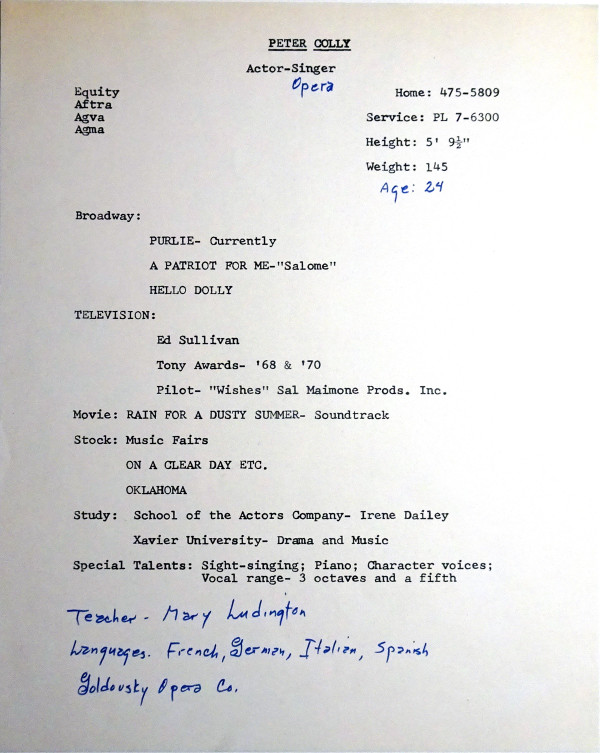 PETER COLLY
Actor-Singer
Opera
Equity
Aftra
Agva
Agma
Home: 475-5809
Service: PL 7-6300
Height: 5' 9½"
Weight: 145
Age: 24
Broadway:
PURLIE- Currently
A PATRIOT FOR ME-"Salome"
HELLO DOLLY
TELEVISION:
Ed Sullivan
Tony Awards- '68 & '70
Pilot- "Wishes" Sal Maimone Prods. Inc.
Movie: RAIN FOR A DUSTY SUMMER- Soundtrack
Stock: Music Fairs
ON A CLEAR DAY ETC.
OKLAHOMA
Study: School of the Actors Company- Irene Dailey
Xavier University- Drama and Music
Special Talents: Sight-singing; Piano; Character voices;
Vocal range- 3 octaves and a fifth
Teacher - Mary Ludington
Languages. French, German, Italian, Spanish
Goldovsky Opera Co.